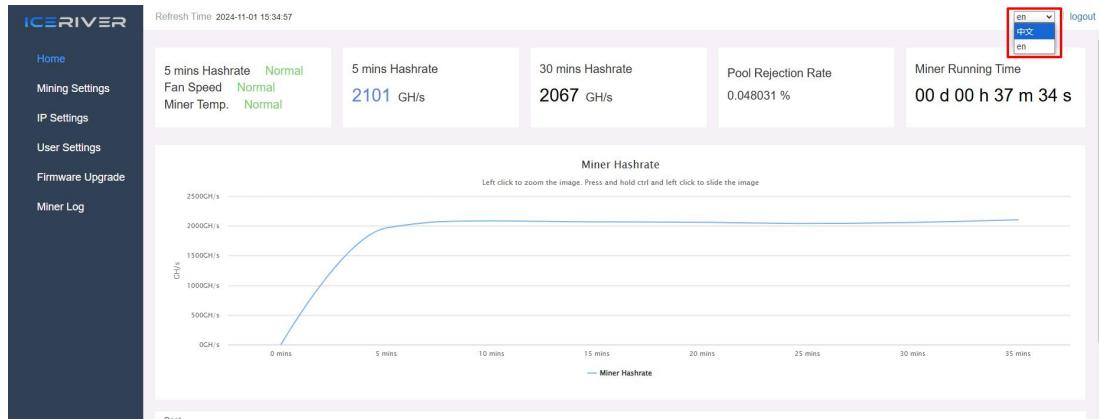 ICERIVER
Refresh Time 2024-11-01 15:34:57
en
logout
中文
en
Home
Mining Settings
IP Settings
User Settings
Firmware Upgrade
Miner Log
5 mins Hashrate Normal
Fan Speed Normal
Miner Temp. Normal
5 mins Hashrate
2101 GH/s
30 mins Hashrate
2067 GH/s
Pool Rejection Rate
0.048031 %
Miner Running Time
00 d 00 h 37 m 34 s
Miner Hashrate
Left click to zoom the image. Press and hold ctrl and left click to slide the image
2500GH/s
2000GH/s
1500GH/s
1000GH/s
500GH/s
0GH/s
GH/s
0 mins 5 mins 10 mins 15 mins 20 mins 25 mins 30 mins 35 mins
Miner Hashrate